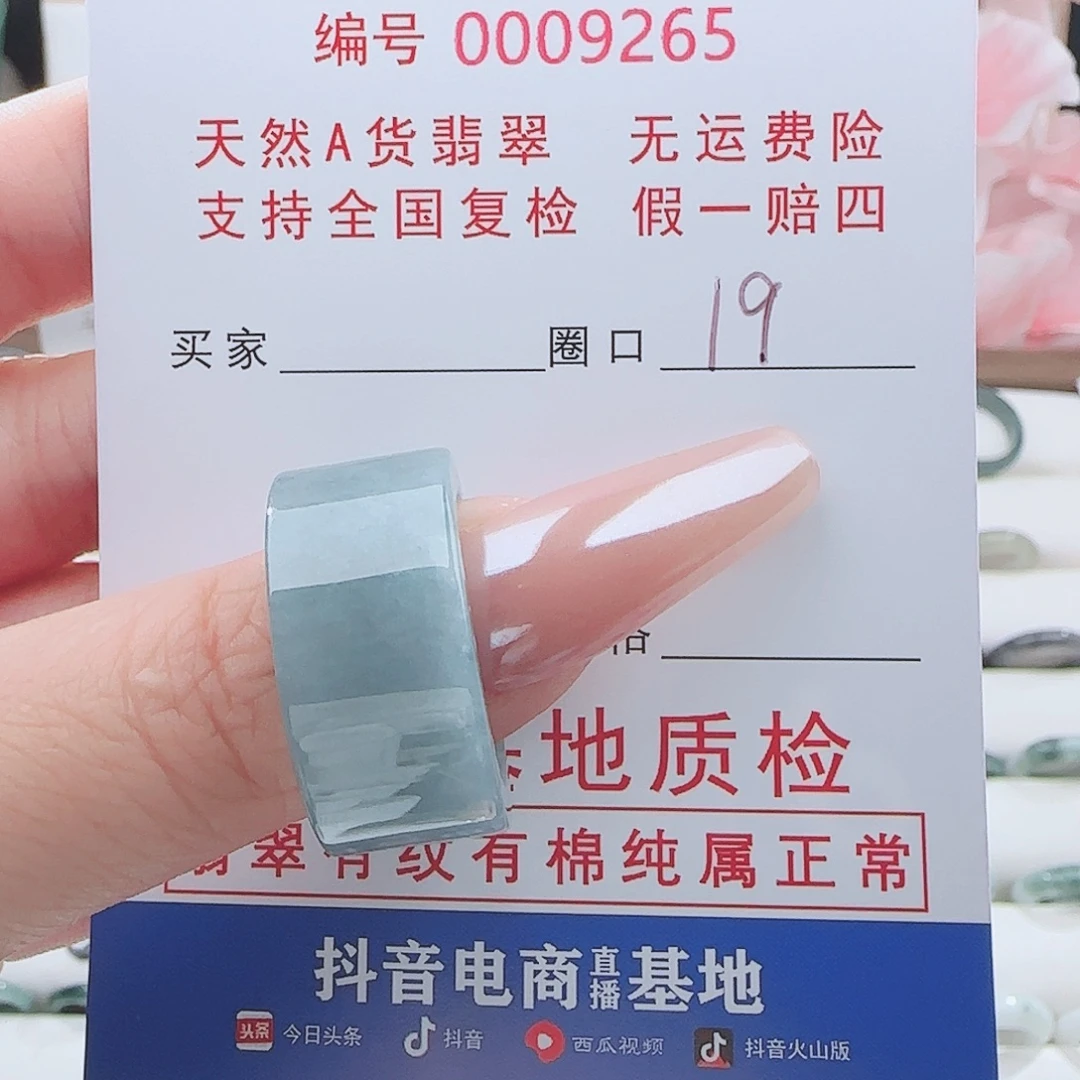 编号 0009265
天然A货翡翠 无运费险
支持全国复检 假一赔四
买家 圈口 19
地质检
翠有纹有棉纯属正常
抖音电商直播基地
头条 今日头条 抖音 西瓜视频 抖音火山版